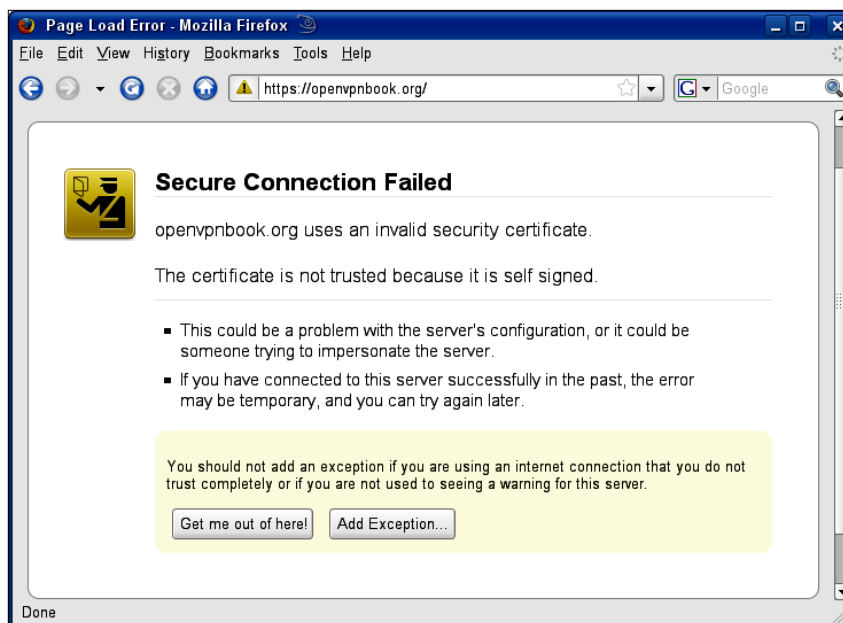 Page Load Error - Mozilla Firefox
File Edit View History Bookmarks Tools Help
https://openvpnbook.org/ G Google
Secure Connection Failed
openvpnbook.org uses an invalid security certificate.
The certificate is not trusted because it is self signed.
This could be a problem with the server's configuration, or it could be
someone trying to impersonate the server.
If you have connected to this server successfully in the past, the error
may be temporary, and you can try again later.
You should not add an exception if you are using an internet connection that you do not
trust completely or if you are not used to seeing a warning for this server.
Get me out of here! Add Exception...
Done